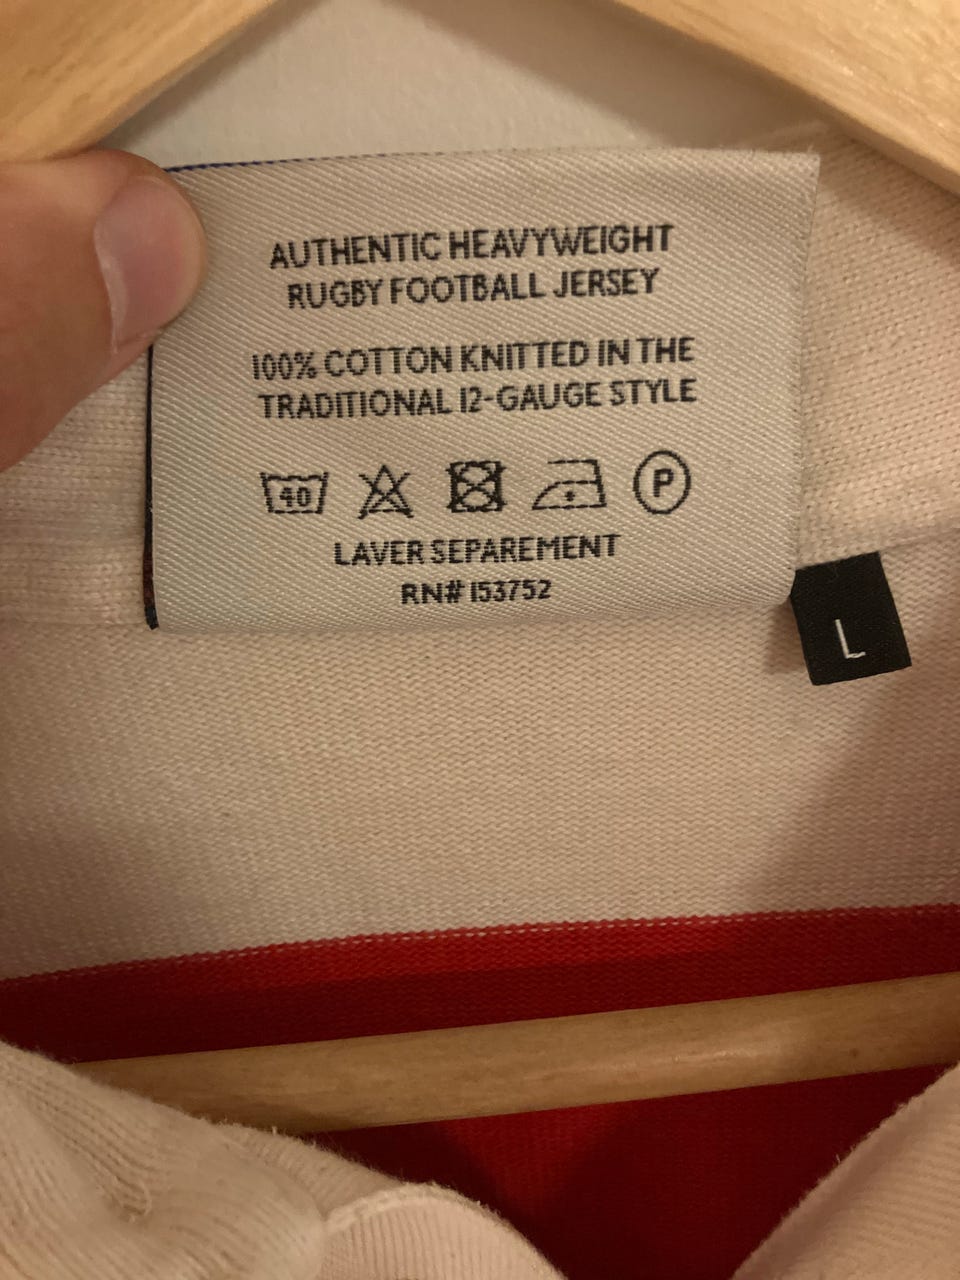 AUTHENTIC HEAVYWEIGHT
RUGBY FOOTBALL JERSEY
100% COTTON KNITTED IN THE
TRADITIONAL 12-GAUGE STYLE
40 P
LAVER SEPAREMENT
RN# 153752
L